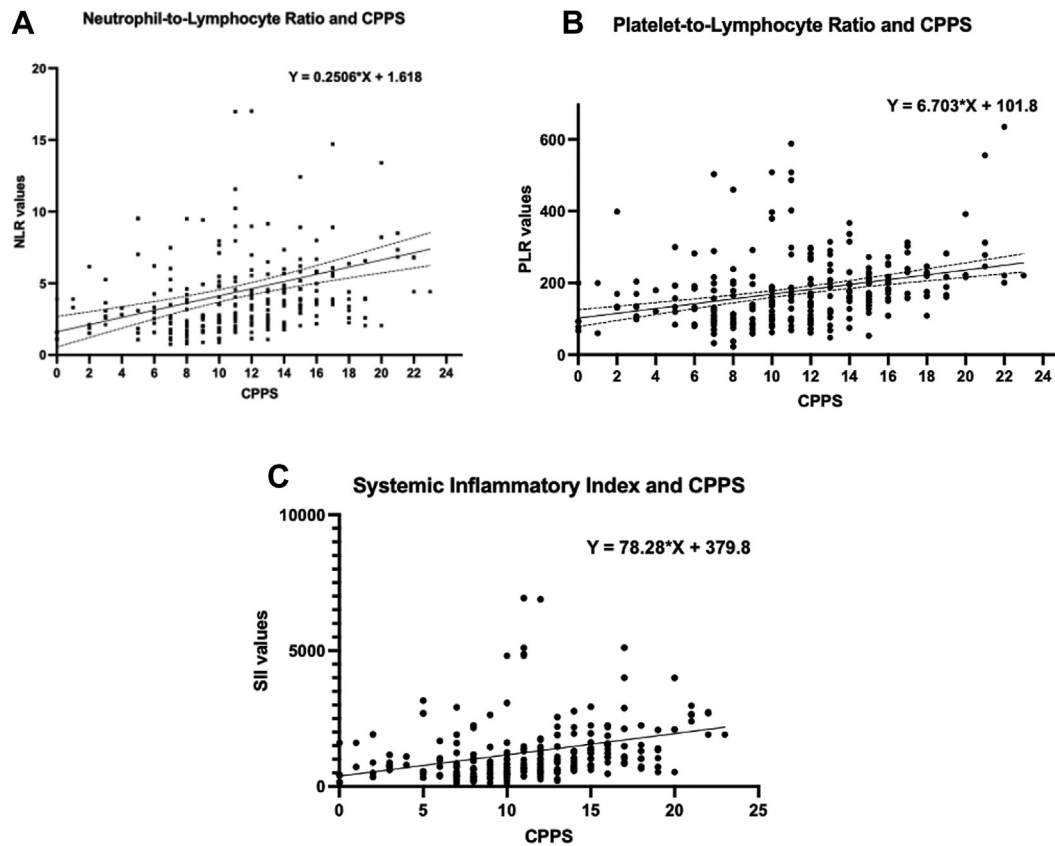 A
Neutrophil-to-Lymphocyte Ratio and CPPS
Y = 0.2506*X + 1.618
NLR values
20
15
10
5
0
0 2 4 6 8 10 12 14 16 18 20 22 24
CPPS
B
Platelet-to-Lymphocyte Ratio and CPPS
Y = 6.703*X + 101.8
PLR values
600
400
200
0
0 2 4 6 8 10 12 14 16 18 20 22 24
CPPS
C
Systemic Inflammatory Index and CPPS
Y = 78.28*X + 379.8
SII values
10000
5000
0
0 5 10 15 20 25
CPPS